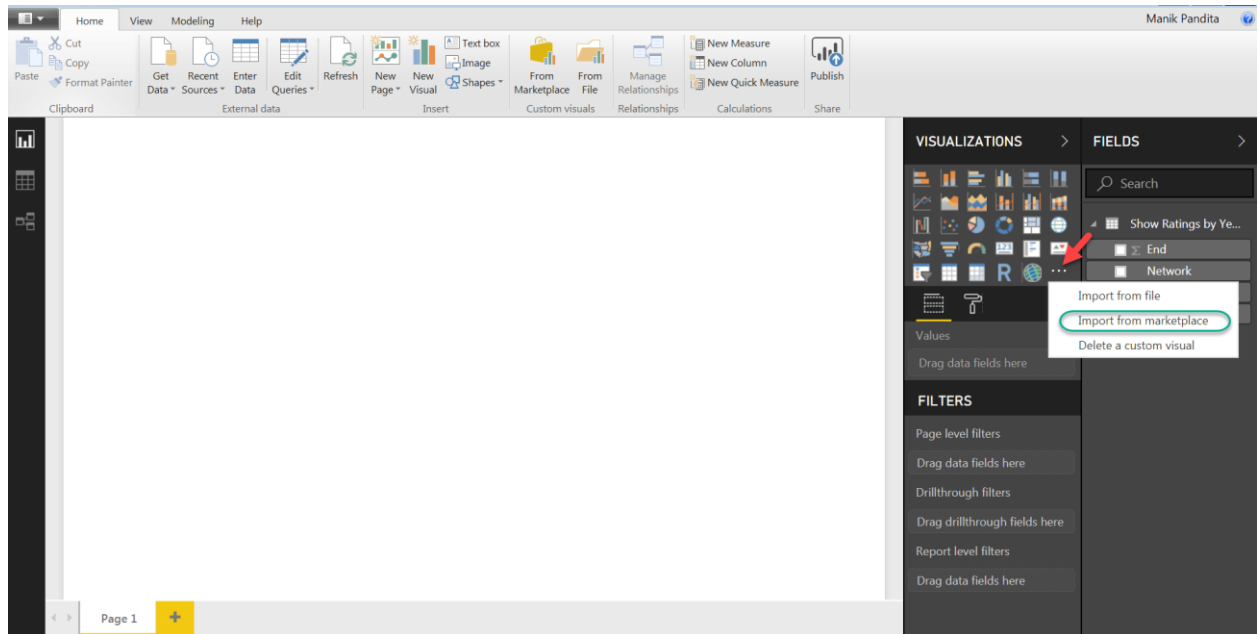 Home View Modeling Help Manik Pandita
Paste
Cut
Copy
Format Painter
Clipboard
Get Data
Recent Sources
Enter Data
Edit Queries
Refresh
External data
New Page
New Visual
Text box
Image
Shapes
Insert
From Marketplace
From File
Custom visuals
Manage Relationships
Relationships
New Measure
New Column
New Quick Measure
Calculations
Publish
Share
VISUALIZATIONS
123
R
Values
Drag data fields here
FILTERS
Page level filters
Drag data fields here
Drillthrough filters
Drag drillthrough fields here
Report level filters
Drag data fields here
FIELDS
Search
Show Ratings by Ye...
Σ End
Network
Import from file
Import from marketplace
Delete a custom visual
Page 1